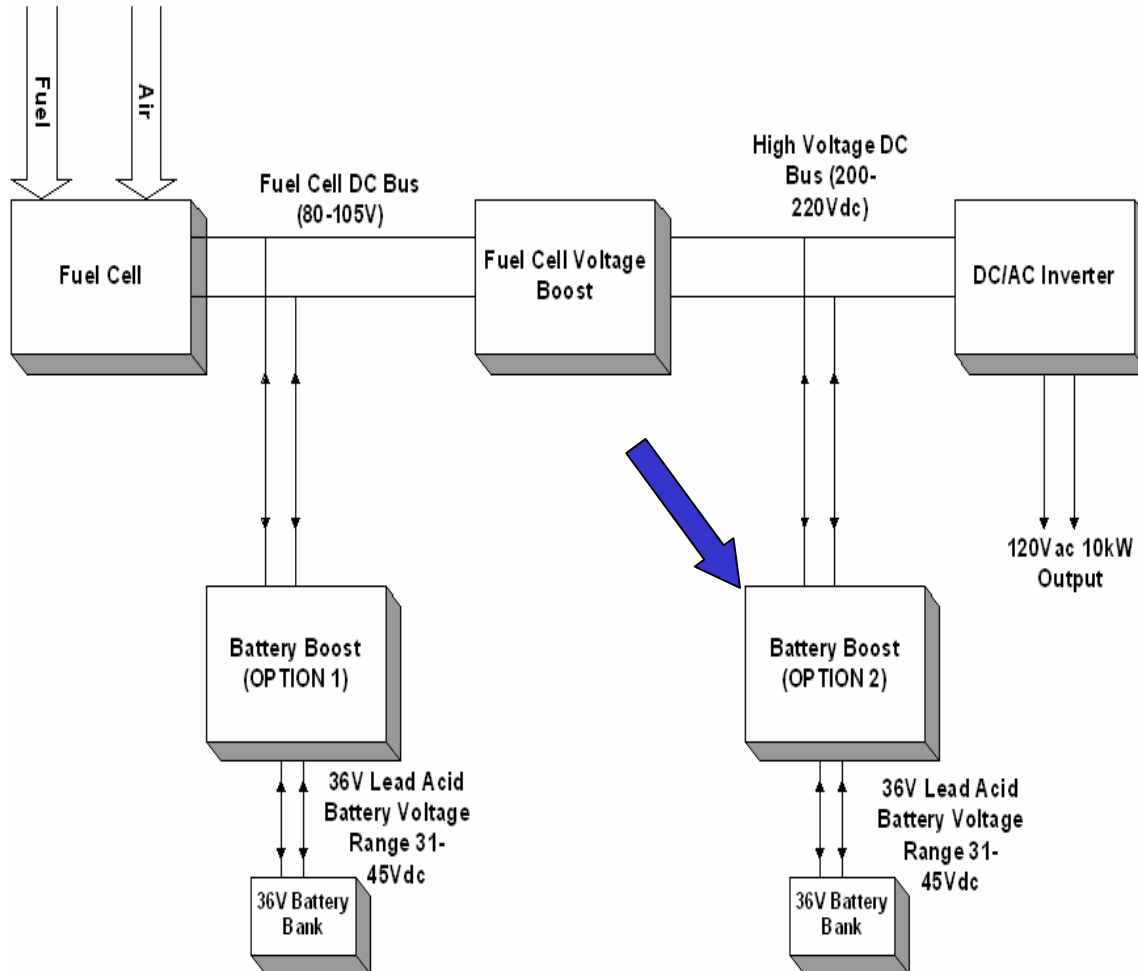 Fuel
Air
Fuel Cell DC Bus
(80-105V)
High Voltage DC
Bus (200-
220Vdc)
Fuel Cell
Fuel Cell Voltage
Boost
DC/AC Inverter
120Vac 10kW
Output
Battery Boost
(OPTION 1)
Battery Boost
(OPTION 2)
36V Lead Acid
Battery Voltage
Range 31-
45Vdc
36V Lead Acid
Battery Voltage
Range 31-
45Vdc
36V Battery
Bank
36V Battery
Bank